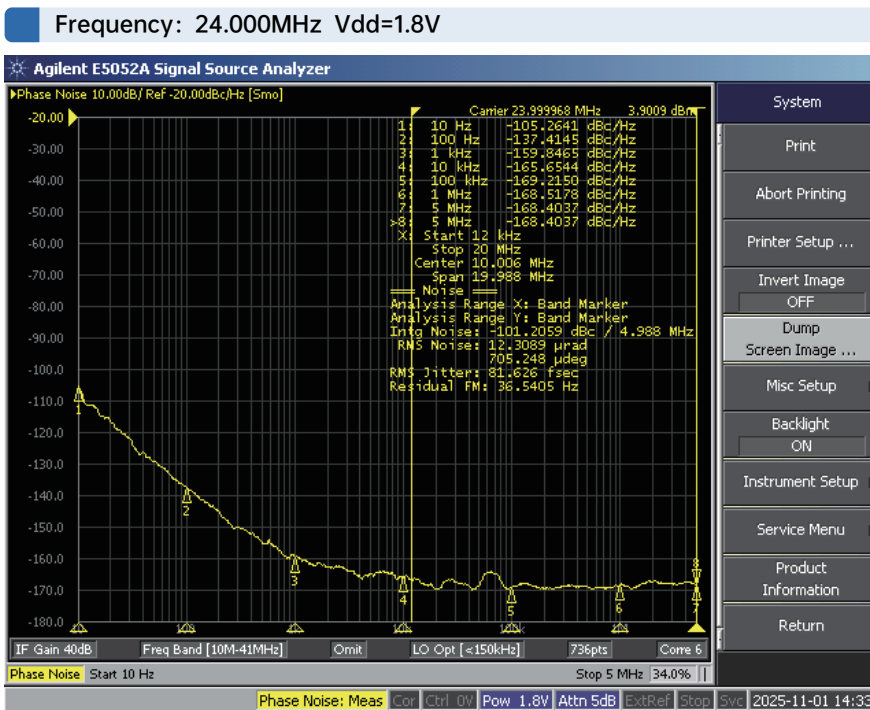 Frequency: 24.000MHz Vdd=1.8V
Agilent E5052A Signal Source Analyzer
▶Phase Noise 10.00dB/ Ref -20.00dBc/Hz [Smo]
Carrier 23.999968 MHz 3.9009 dBm
1: 10 Hz -105.2641 dBc/Hz
2: 100 Hz -137.4145 dBc/Hz
3: 1 kHz -159.8465 dBc/Hz
4: 10 kHz -165.6544 dBc/Hz
5: 100 kHz -169.2150 dBc/Hz
6: 1 MHz -168.5178 dBc/Hz
7: 5 MHz -168.4037 dBc/Hz
>8: 5 MHz -168.4037 dBc/Hz
X: Start 12 kHz
Stop 20 MHz
Center 10.006 MHz
Span 19.988 MHz
=== Noise ===
Analysis Range X: Band Marker
Analysis Range Y: Band Marker
Intg Noise: -101.2059 dBc / 4.988 MHz
RMS Noise: 12.3089 µrad
705.248 µdeg
RMS Jitter: 81.626 fsec
Residual FM: 36.5405 Hz
-20.00
-30.00
-40.00
-50.00
-60.00
-70.00
-80.00
-90.00
-100.0
-110.0
-120.0
-130.0
-140.0
-150.0
-160.0
-170.0
-180.0
1
2
3
4
5
6
7
8
IF Gain 40dB
Freq Band [10M-41MHz]
Omit
LO Opt [<150kHz]
736pts
Corre 6
Phase Noise Start 10 Hz
Stop 5 MHz 34.0%
Phase Noise: Meas Cor Ctrl 0V Pow 1.8V Attn 5dB ExtRef Stop Svc 2025-11-01 14:33
System
Print
Abort Printing
Printer Setup ...
Invert Image
OFF
Dump
Screen Image ...
Misc Setup
Backlight
ON
Instrument Setup
Service Menu
Product
Information
Return